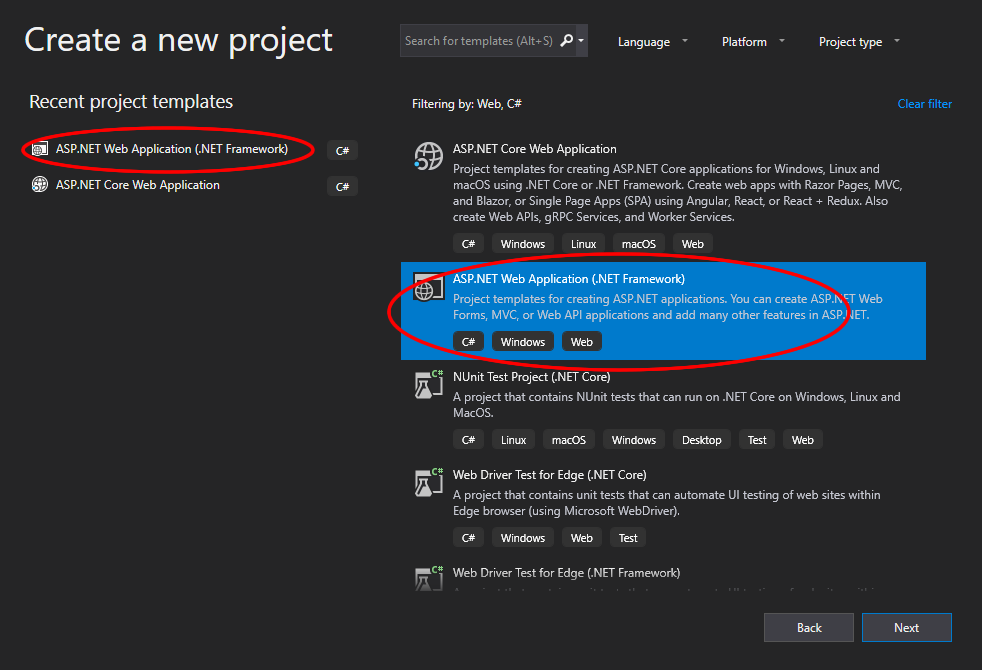 Create a new project
Search for templates (Alt+S)
Language
Platform
Project type
Recent project templates
ASP.NET Web Application (.NET Framework)
C#
ASP.NET Core Web Application
C#
Filtering by: Web, C#
Clear filter
ASP.NET Core Web Application
Project templates for creating ASP.NET Core applications for Windows, Linux and
macOS using .NET Core or .NET Framework. Create web apps with Razor Pages, MVC,
and Blazor, or Single Page Apps (SPA) using Angular, React, or React + Redux. Also
create Web APIs, gRPC Services, and Worker Services.
C# Windows Linux macOS Web
ASP.NET Web Application (.NET Framework)
Project templates for creating ASP.NET applications. You can create ASP.NET Web
Forms, MVC, or Web API applications and add many other features in ASP.NET.
C# Windows Web
C#
NUnit Test Project (.NET Core)
A project that contains NUnit tests that can run on .NET Core on Windows, Linux and
MacOS.
C# Linux macOS Windows Desktop Test Web
C#
Web Driver Test for Edge (.NET Core)
A project that contains unit tests that can automate UI testing of web sites within
Edge browser (using Microsoft WebDriver).
C# Windows Web Test
C#
Web Driver Test for Edge (.NET Framework)
Back
Next